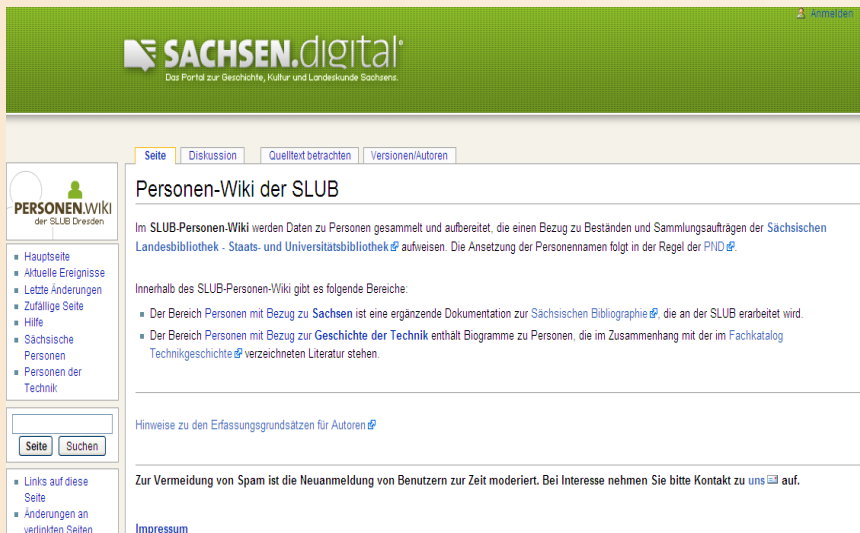 Anmelden
SACHSEN.digital
Das Portal zur Geschichte, Kultur und Landeskunde Sachsens.
Seite Diskussion Quelltext betrachten Versionen/Autoren
PERSONEN.WIKI
der SLUB Dresden
Hauptseite
Aktuelle Ereignisse
Letzte Änderungen
Zufällige Seite
Hilfe
Sächsische
Personen
Personen der
Technik
Seite Suchen
Links auf diese
Seite
Änderungen an
verlinkten Seiten
Personen-Wiki der SLUB
Im SLUB-Personen-Wiki werden Daten zu Personen gesammelt und aufbereitet, die einen Bezug zu Beständen und Sammlungsaufträgen der Sächsischen
Landesbibliothek - Staats- und Universitätsbibliothek aufweisen. Die Ansetzung der Personennamen folgt in der Regel der PND.
Innerhalb des SLUB-Personen-Wiki gibt es folgende Bereiche:
Der Bereich Personen mit Bezug zu Sachsen ist eine ergänzende Dokumentation zur Sächsischen Bibliographie, die an der SLUB erarbeitet wird.
Der Bereich Personen mit Bezug zur Geschichte der Technik enthält Biogramme zu Personen, die im Zusammenhang mit der im Fachkatalog
Technikgeschichte verzeichneten Literatur stehen.
Hinweise zu den Erfassungsgrundsätzen für Autoren
Zur Vermeidung von Spam ist die Neuanmeldung von Benutzern zur Zeit moderiert. Bei Interesse nehmen Sie bitte Kontakt zu uns auf.
Impressum